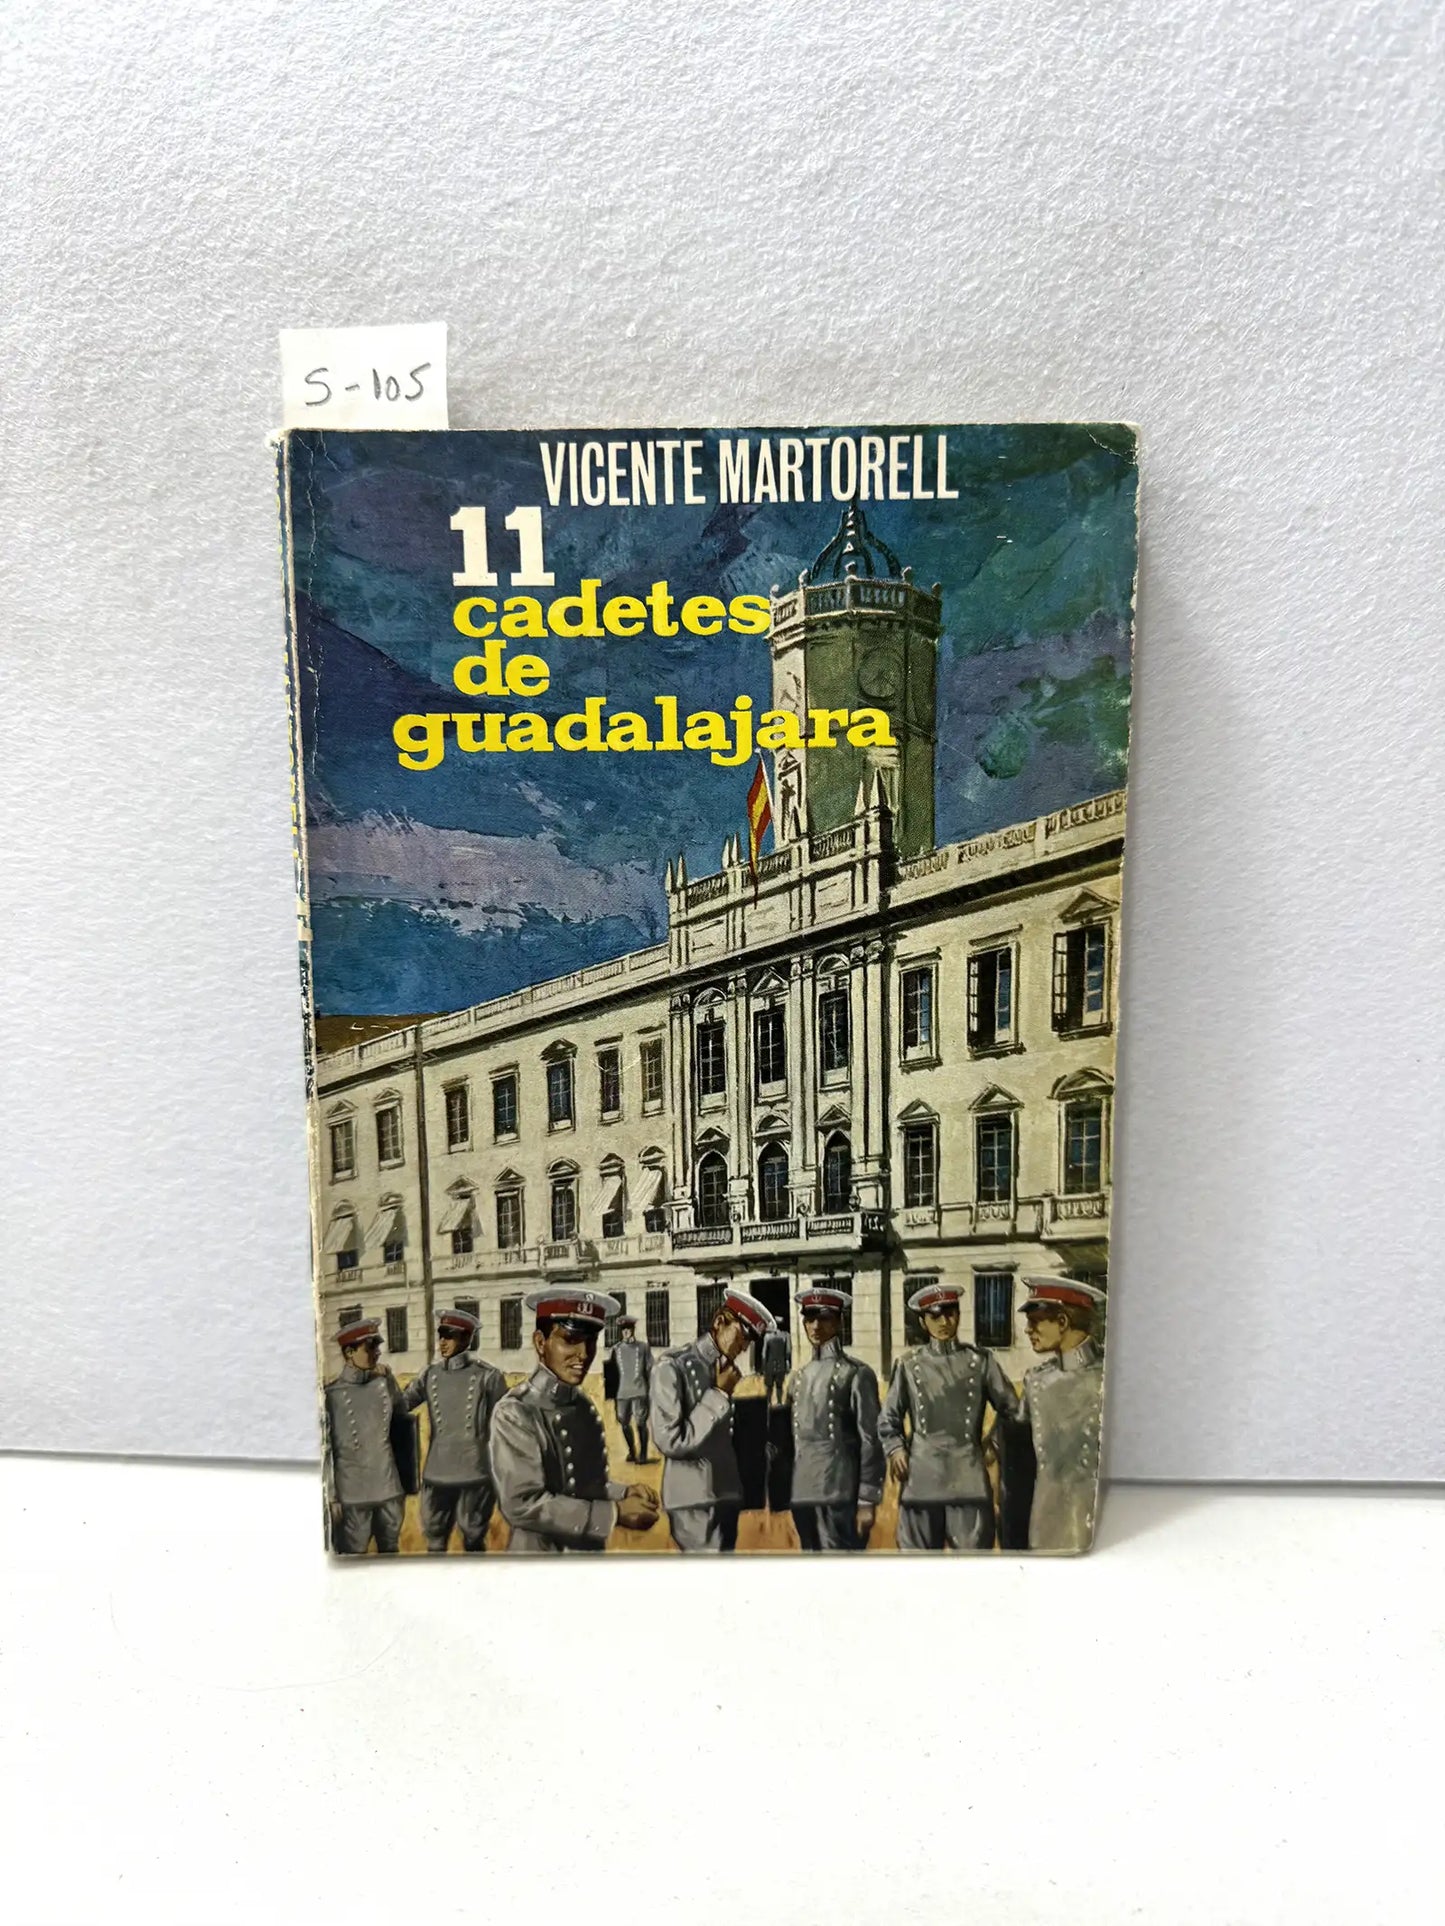 S-105
VICENTE MARTORELL
11
cadetes
de
guadalajara